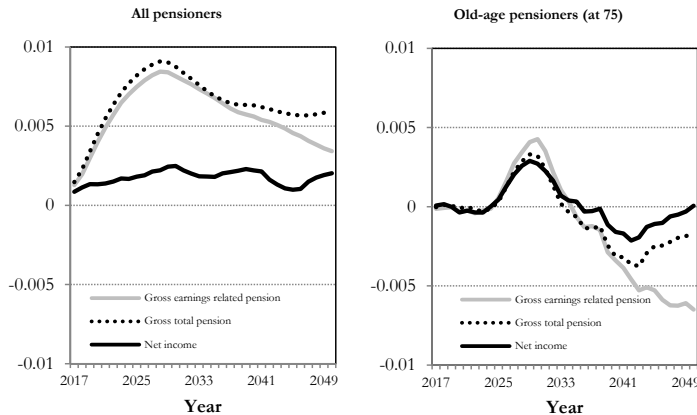 All pensioners
0.01
0.005
0
-0.005
-0.01
Gross earnings related pension
Gross total pension
Net income
2017 2025 2033 2041 2049
Year
Old-age pensioners (at 75)
0.01
0.005
0
-0.005
-0.01
Gross earnings related pension
Gross total pension
Net income
2017 2025 2033 2041 2049
Year